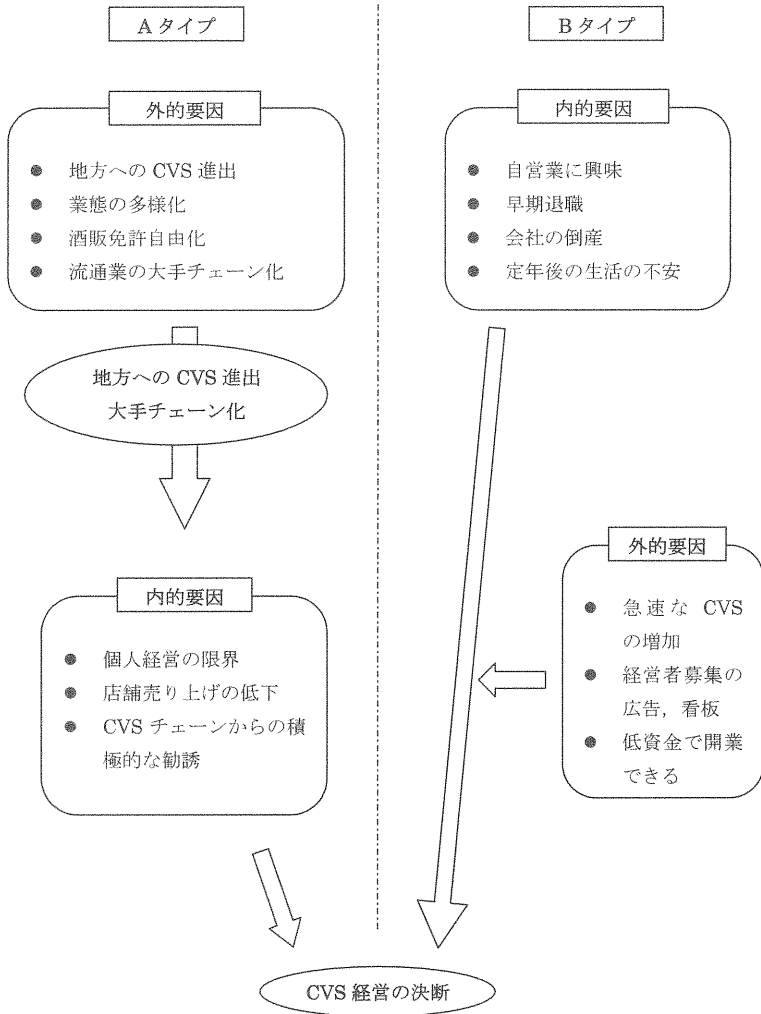 Aタイプ
外的要因
地方へのCVS進出
業態の多様化
酒販免許自由化
流通業の大手チェーン化
地方へのCVS進出
大手チェーン化
内的要因
個人経営の限界
店舗売り上げの低下
CVSチェーンからの積
極的な勧誘
Bタイプ
内的要因
自営業に興味
早期退職
会社の倒産
定年後の生活の不安
外的要因
急速な CVS
の増加
経営者募集の
広告，看板
低資金で開業
できる
CVS経営の決断